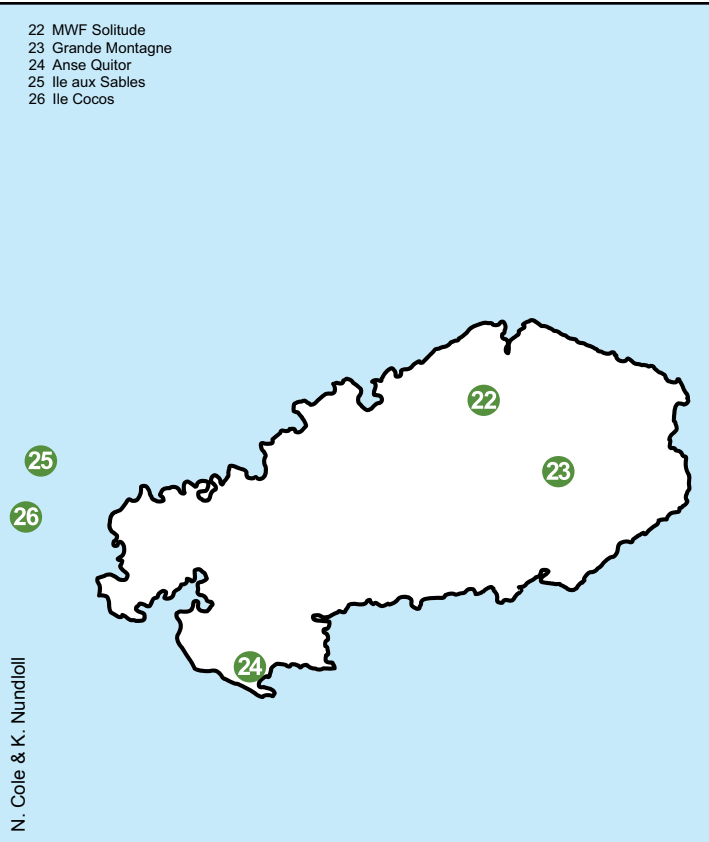 22 MWF Solitude
23 Grande Montagne
24 Anse Quitor
25 Ile aux Sables
26 Ile Cocos
22
23
25
26
24
N. Cole & K. Nundloll